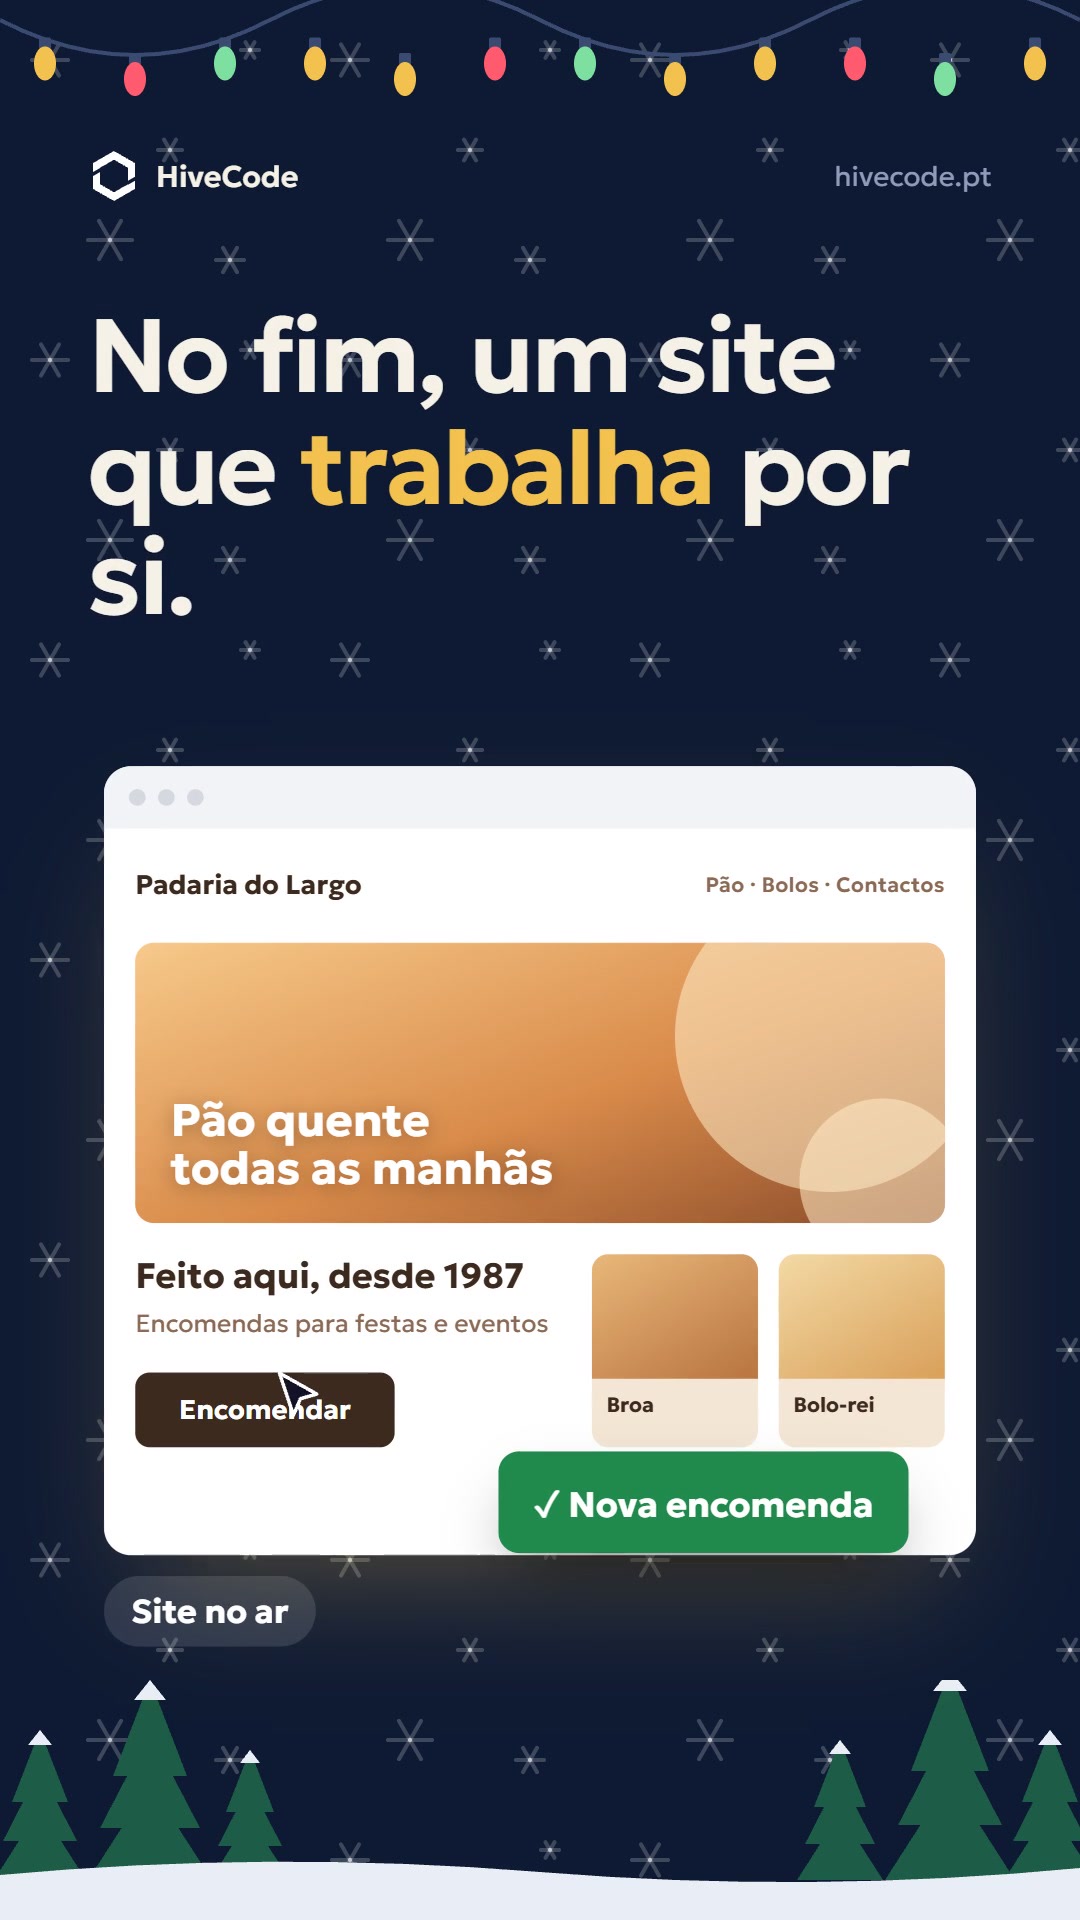 HiveCode
hivecode.pt
No fim, um site
que trabalha por
si.
Padaria do Largo
Pão · Bolos · Contactos
Pão quente
todas as manhãs
Feito aqui, desde 1987
Encomendas para festas e eventos
Encomendar
Broa
Bolo-rei
✓ Nova encomenda
Site no ar